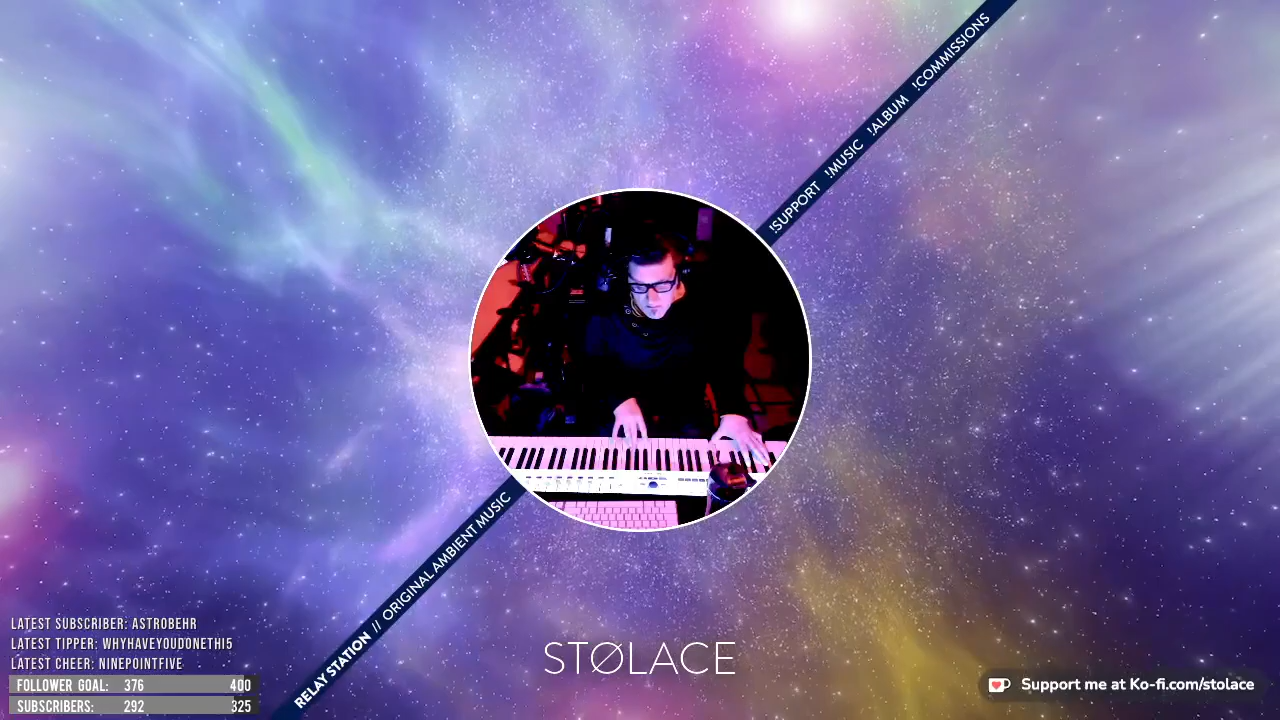 !SUPPORT !MUSIC !ALBUM !COMMISSIONS
RELAY STATION // ORIGINAL AMBIENT MUSIC
STØLACE
LATEST SUBSCRIBER: ASTROBEHR
LATEST TIPPER: WHYHAVEYOUDONETHI5
LATEST CHEER: NINEPOINTFIVE
FOLLOWER GOAL: 376 400
SUBSCRIBERS: 292 325
Support me at Ko-fi.com/stolace